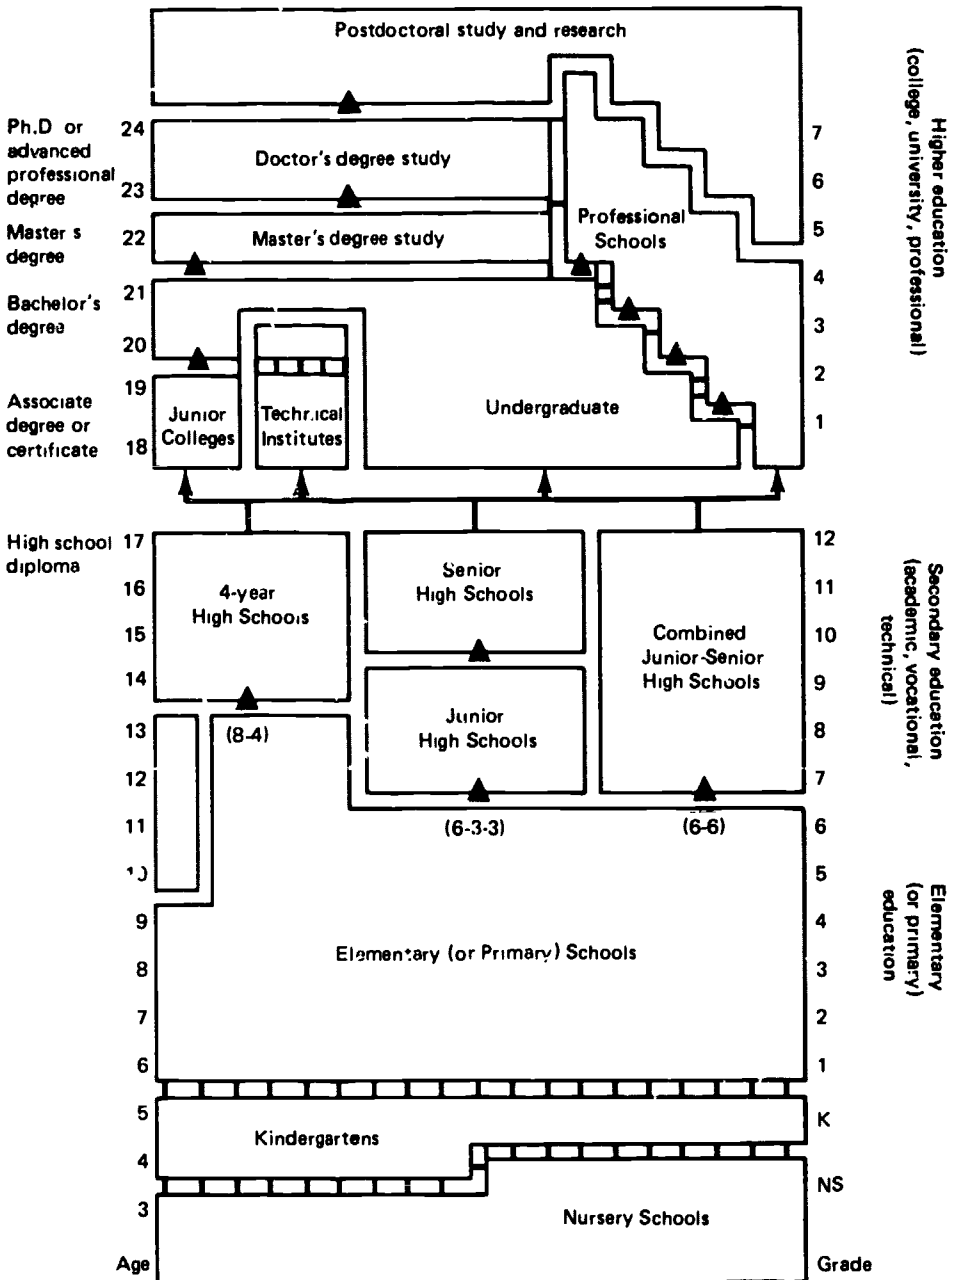 Postdoctoral study and research
Ph.D or
advanced
professional
degree
24
23
Doctor's degree study
7
6
Master s
degree
22
Master's degree study
Professional
Schools
5
4
Bachelor's
degree
21
20
3
2
Associate
degree or
certificate
19
18
Junior
Colleges
Technical
Institutes
Undergraduate
1
Higher education
(college, university, professional)
High school
diploma
17
16
15
14
13
12
11
9
8
7
6
5
4
3
Age
4-year
High Schools
(8-4)
Senior
High Schools
Junior
High Schools
(6-3-3)
Combined
Junior-Senior
High Schools
(6-6)
12
11
10
9
8
7
6
5
4
3
2
1
K
NS
Grade
Secondary education
(academic, vocational,
technical)
Elementary
(or primary)
education
Elementary (or Primary) Schools
Kindergartens
Nursery Schools